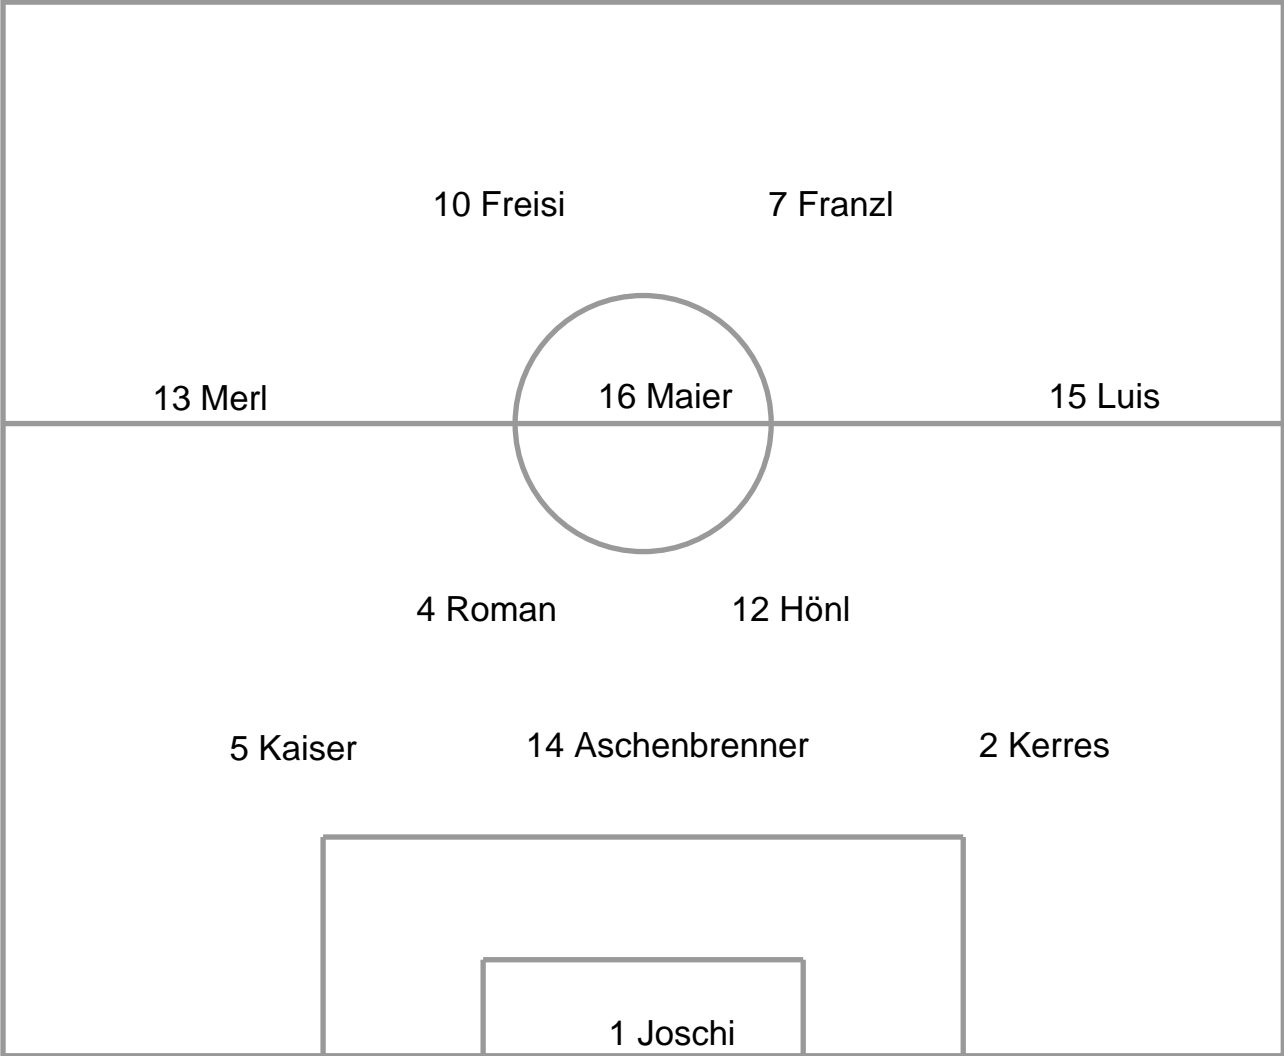 10 Freisi
7 Franzl
13 Merl
16 Maier
15 Luis
4 Roman
12 Hönl
5 Kaiser
14 Aschenbrenner
2 Kerres
1 Joschi